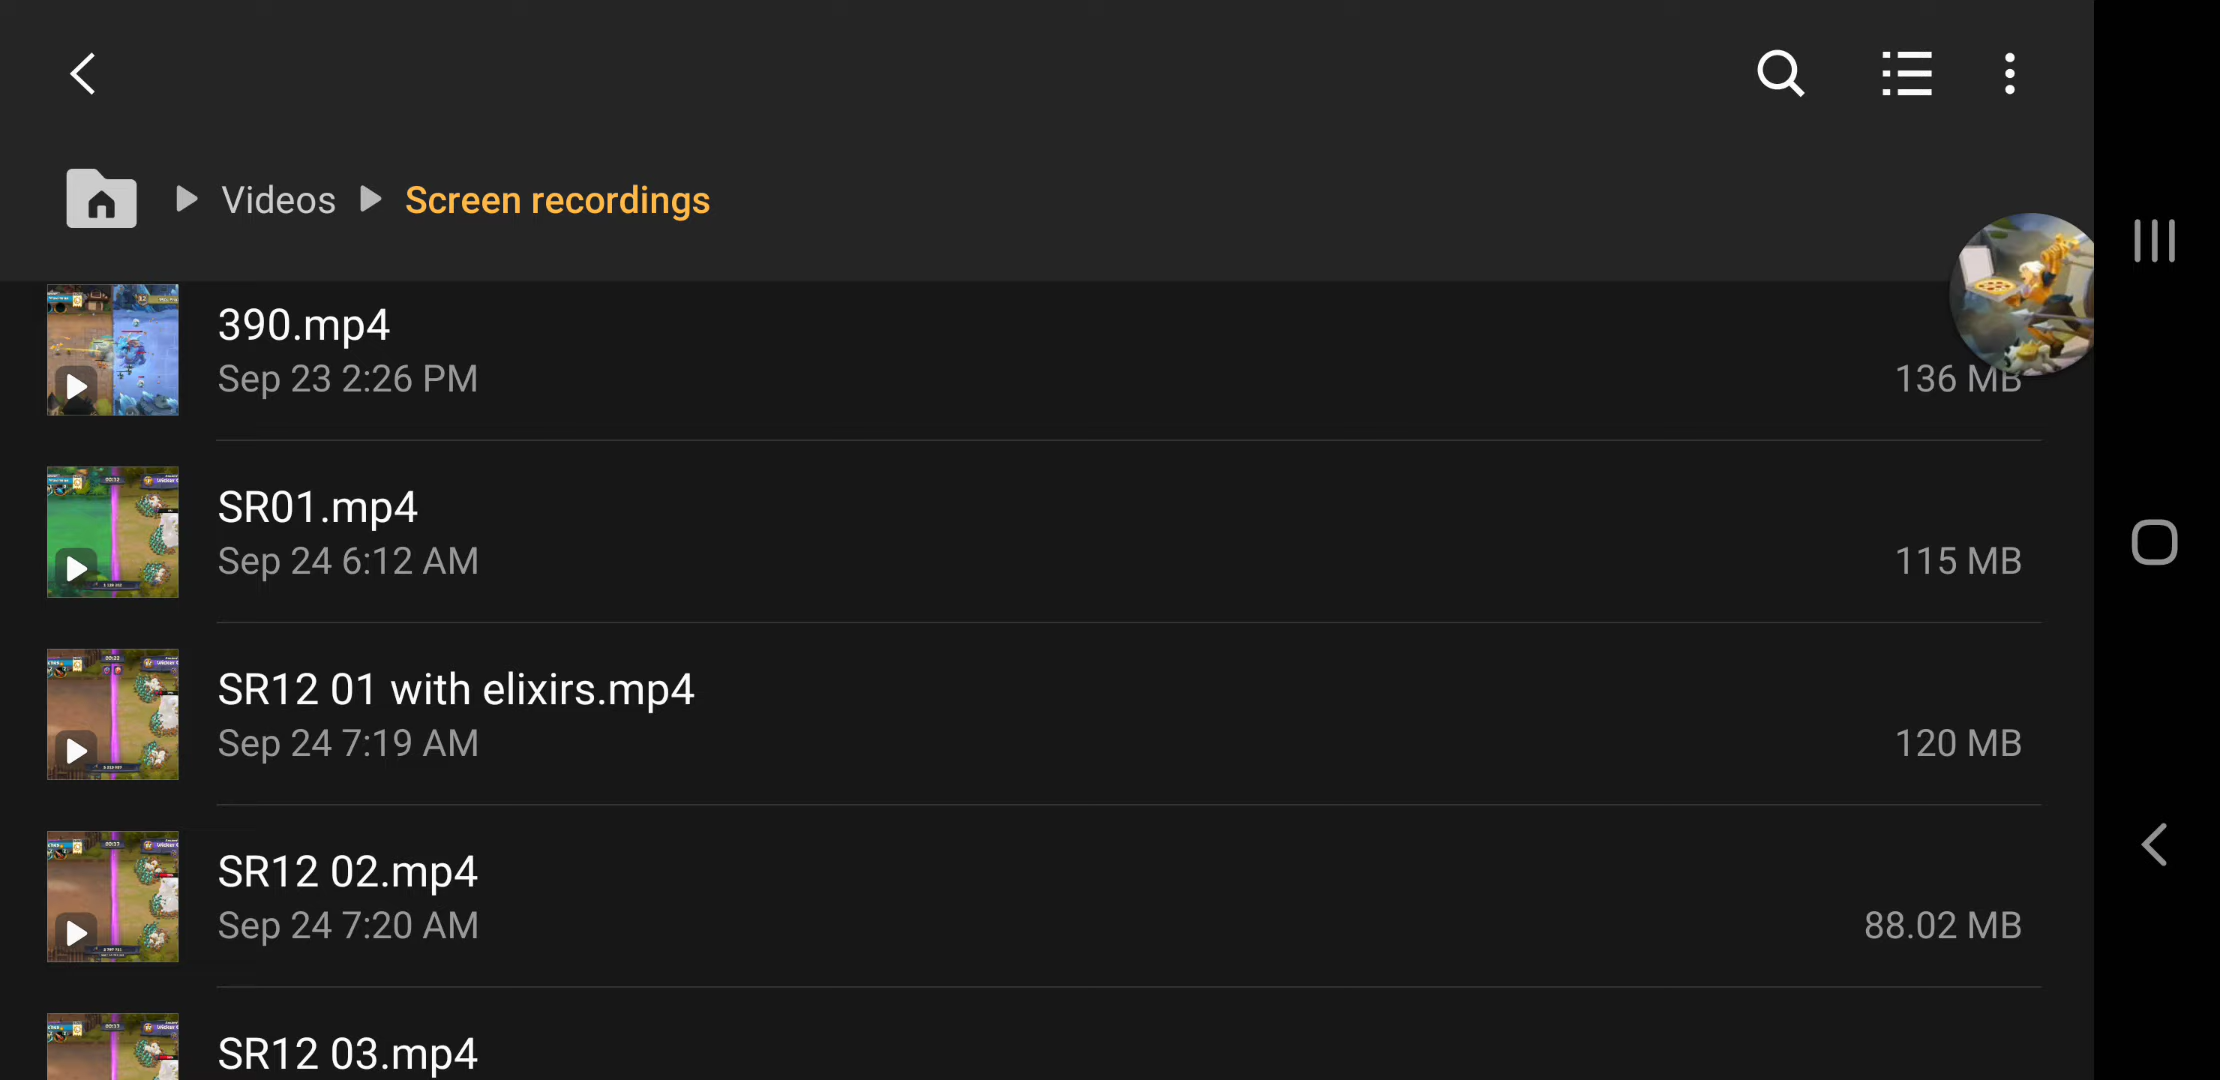 Videos Screen recordings
390.mp4
Sep 23 2:26 PM
136 MB
SR01.mp4
Sep 24 6:12 AM
115 MB
SR12 01 with elixirs.mp4
Sep 24 7:19 AM
120 MB
SR12 02.mp4
Sep 24 7:20 AM
88.02 MB
SR12 03.mp4